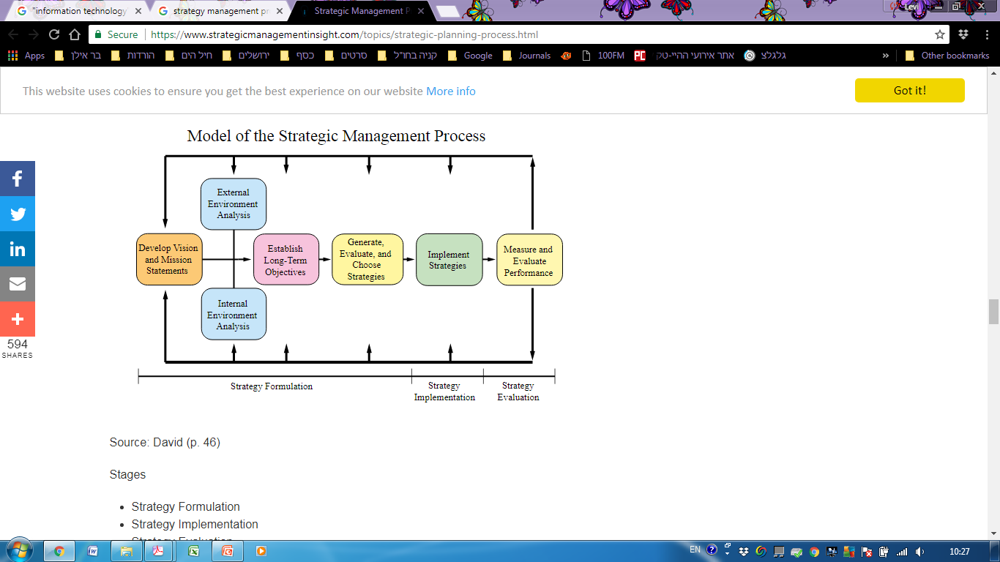 "information technology
strategy management pr
Strategic Management P
Levi
Secure
https://www.strategicmanagementinsight.com/topics/strategic-planning-process.html
Apps
בר אילן
הורדות
חיל הים
ירושלים
כסף
סרטים
קניה בחו"ל
Google
Journals
100FM
PC
אתר אירועי ההיי-טק
גלגלצ
»
Other bookmarks
This website uses cookies to ensure you get the best experience on our website More info
Got it!
Model of the Strategic Management Process
External
Environment
Analysis
Develop Vision
and Mission
Statements
Establish
Long-Term
Objectives
Generate,
Evaluate, and
Choose
Strategies
Implement
Strategies
Measure and
Evaluate
Performance
Internal
Environment
Analysis
Strategy Formulation
Strategy
Implementation
Strategy
Evaluation
594
SHARES
Source: David (p. 46)
Stages
• Strategy Formulation
• Strategy Implementation
• Strategy Evaluation
EN
10:27